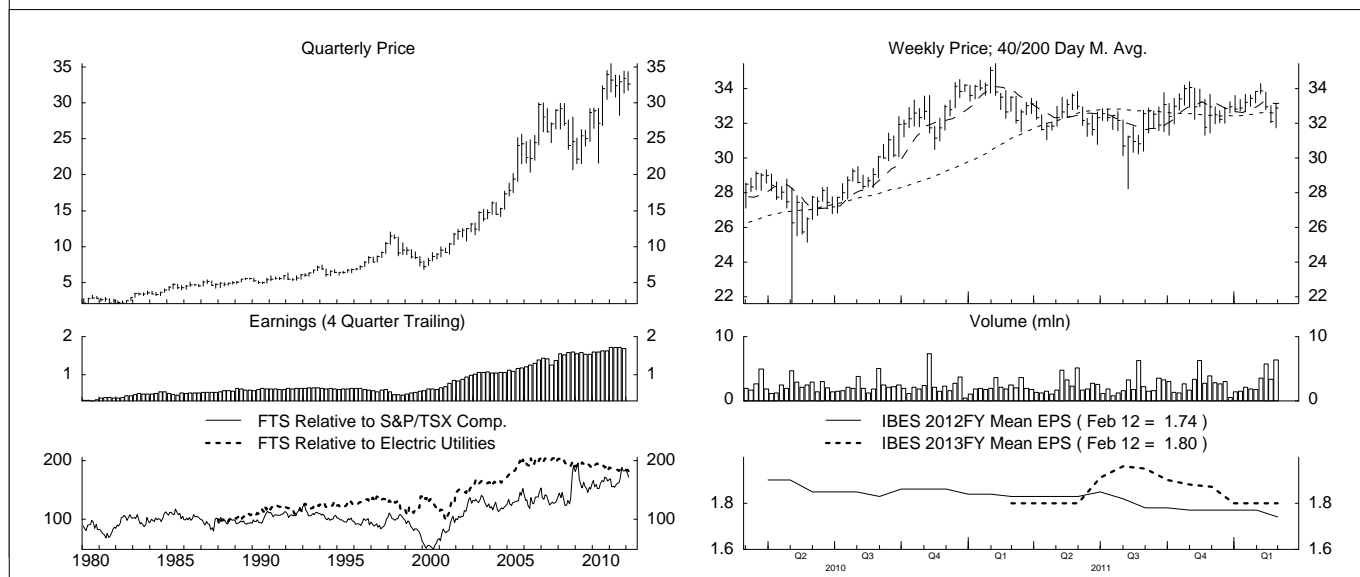 Quarterly Price
35 35
30 30
25 25
20 20
15 15
10 10
5 5
Earnings (4 Quarter Trailing)
2 2
1 1
FTS Relative to S&P/TSX Comp.
FTS Relative to Electric Utilities
200 200
100 100
1980 1985 1990 1995 2000 2005 2010
Weekly Price; 40/200 Day M. Avg.
34 34
32 32
30 30
28 28
26 26
24 24
22 22
Volume (mln)
10 10
0 0
IBES 2012FY Mean EPS ( Feb 12 = 1.74 )
IBES 2013FY Mean EPS ( Feb 12 = 1.80 )
1.8 1.8
1.6 1.6
Q2 Q3 Q4 Q1 Q2 Q3 Q4 Q1
2010 2011